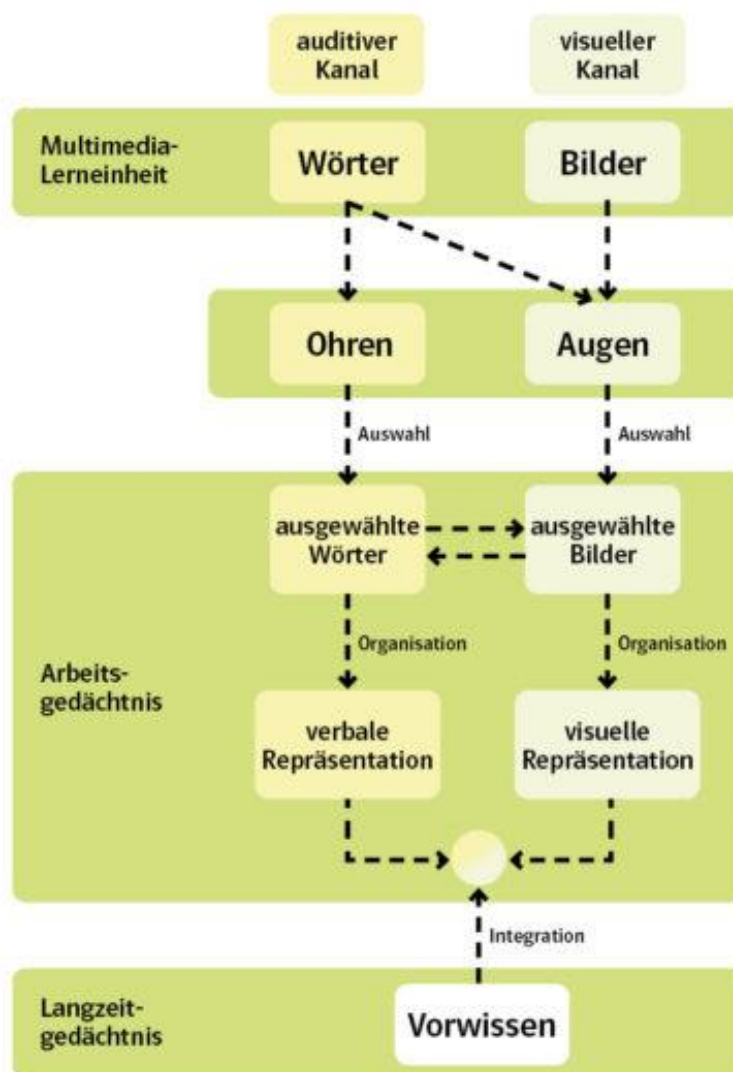 auditiver
Kanal
visueller
Kanal
Multimedia-
Lerneinheit
Wörter
Bilder
Ohren
Augen
Auswahl
Auswahl
ausgewählte
Wörter
ausgewählte
Bilder
Organisation
Organisation
Arbeits-
gedächtnis
verbale
Repräsentation
visuelle
Repräsentation
Integration
Langzeit-
gedächtnis
Vorwissen